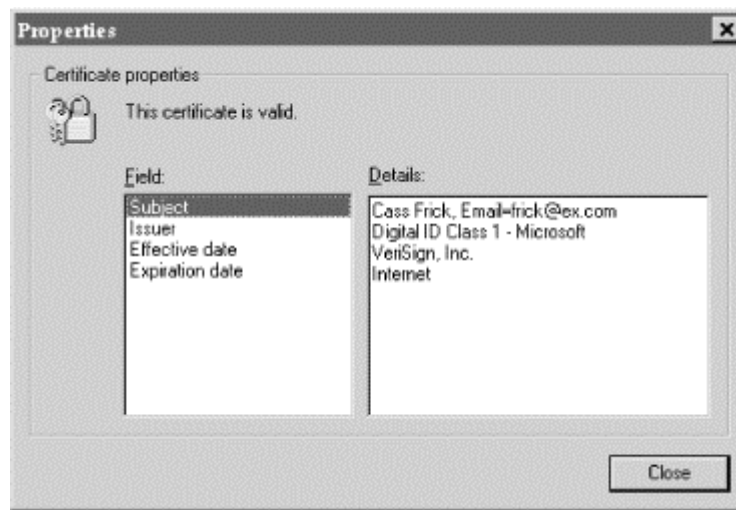 Properties
Certificate properties
This certificate is valid.
Field:
Subject
Issuer
Effective date
Expiration date
Details:
Cass Frick, Email=frick@ex.com
Digital ID Class 1 - Microsoft
VeriSign, Inc.
Internet
Close